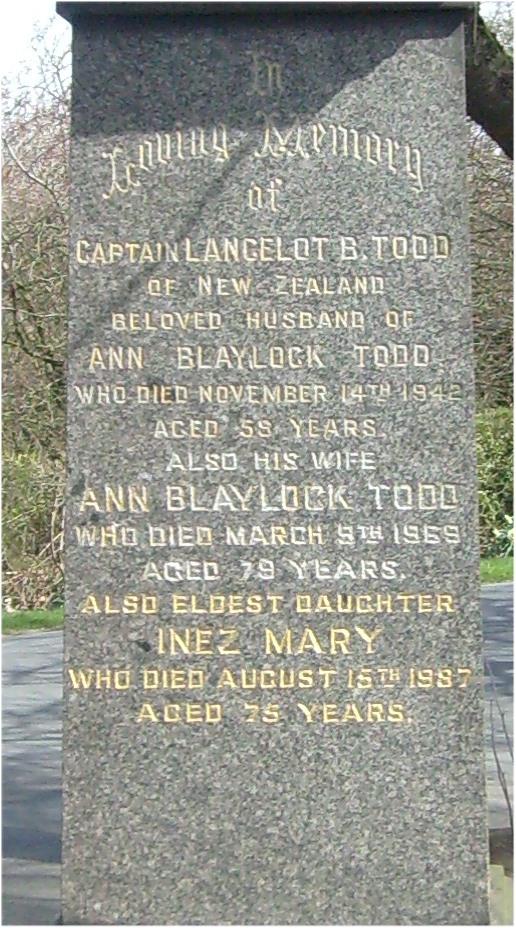 In
Loving Memory
of
CAPTAIN LANCELOT B. TODD
OF NEW ZEALAND
BELOVED HUSBAND OF
ANN BLAYLOCK TODD,
WHO DIED NOVEMBER 14TH 1942
AGED 58 YEARS.
ALSO HIS WIFE
ANN BLAYLOCK TODD
WHO DIED MARCH 9TH 1969
AGED 79 YEARS.
ALSO ELDEST DAUGHTER
INEZ MARY
WHO DIED AUGUST 15TH 1987
AGED 75 YEARS.